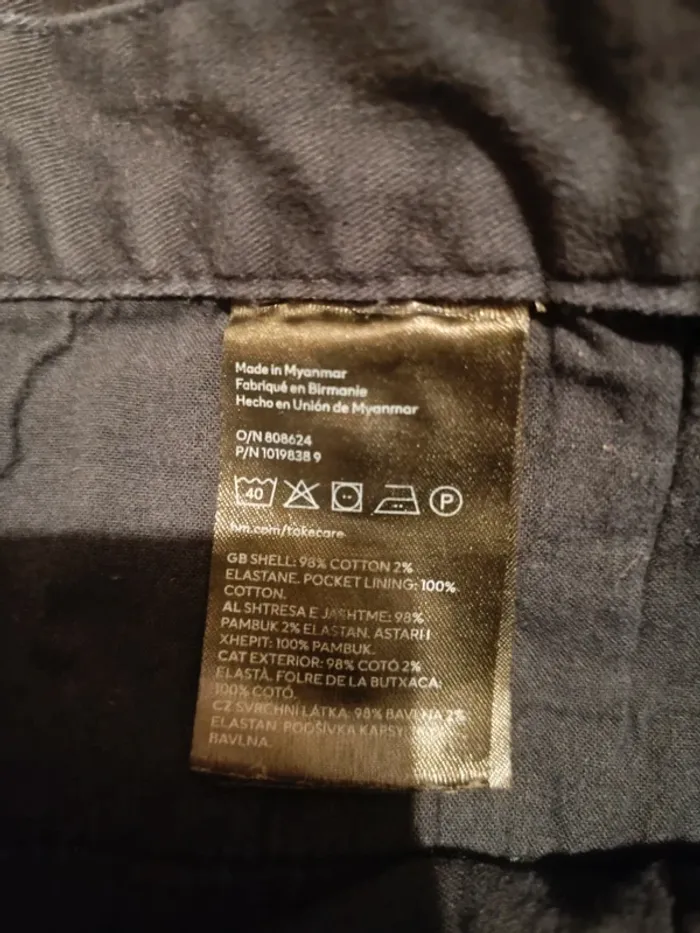 Made in Myanmar
Fabriqué en Birmanie
Hecho en Unión de Myanmar
O/N 808624
P/N 1019838 9
40
P
hm.com/takecare
GB SHELL: 98% COTTON 2%
ELASTANE. POCKET LINING: 100%
COTTON.
AL SHTRESA E JASHTME: 98%
PAMBUK 2% ELASTAN. ASTARI I
XHEPIT: 100% PAMBUK.
CAT EXTERIOR: 98% COTÓ 2%
ELASTÀ. FOLRE DE LA BUTXACA:
100% COTÓ.
CZ SVRCHNÍ LÁTKA: 98% BAVLNA 2%
ELASTAN. PODŠÍVKA
BAVLNA.